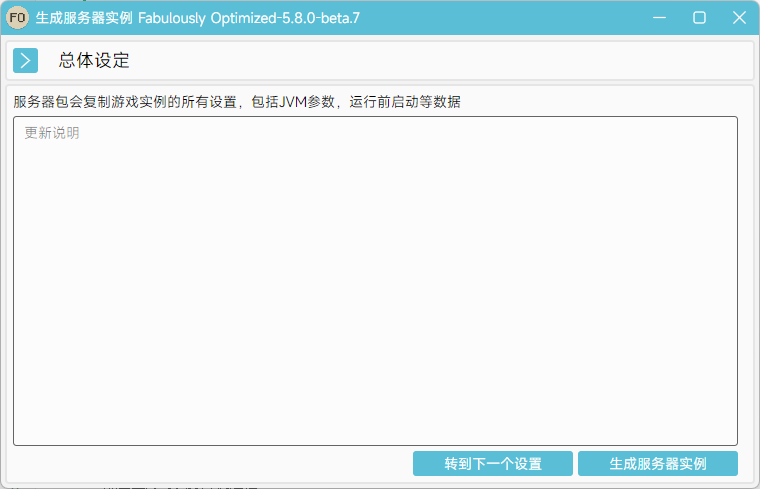 FO 生成服务器实例 Fabulously Optimized-5.8.0-beta.7
总体设定
服务器包会复制游戏实例的所有设置，包括JVM参数，运行前启动等数据
更新说明
转到下一个设置 生成服务器实例